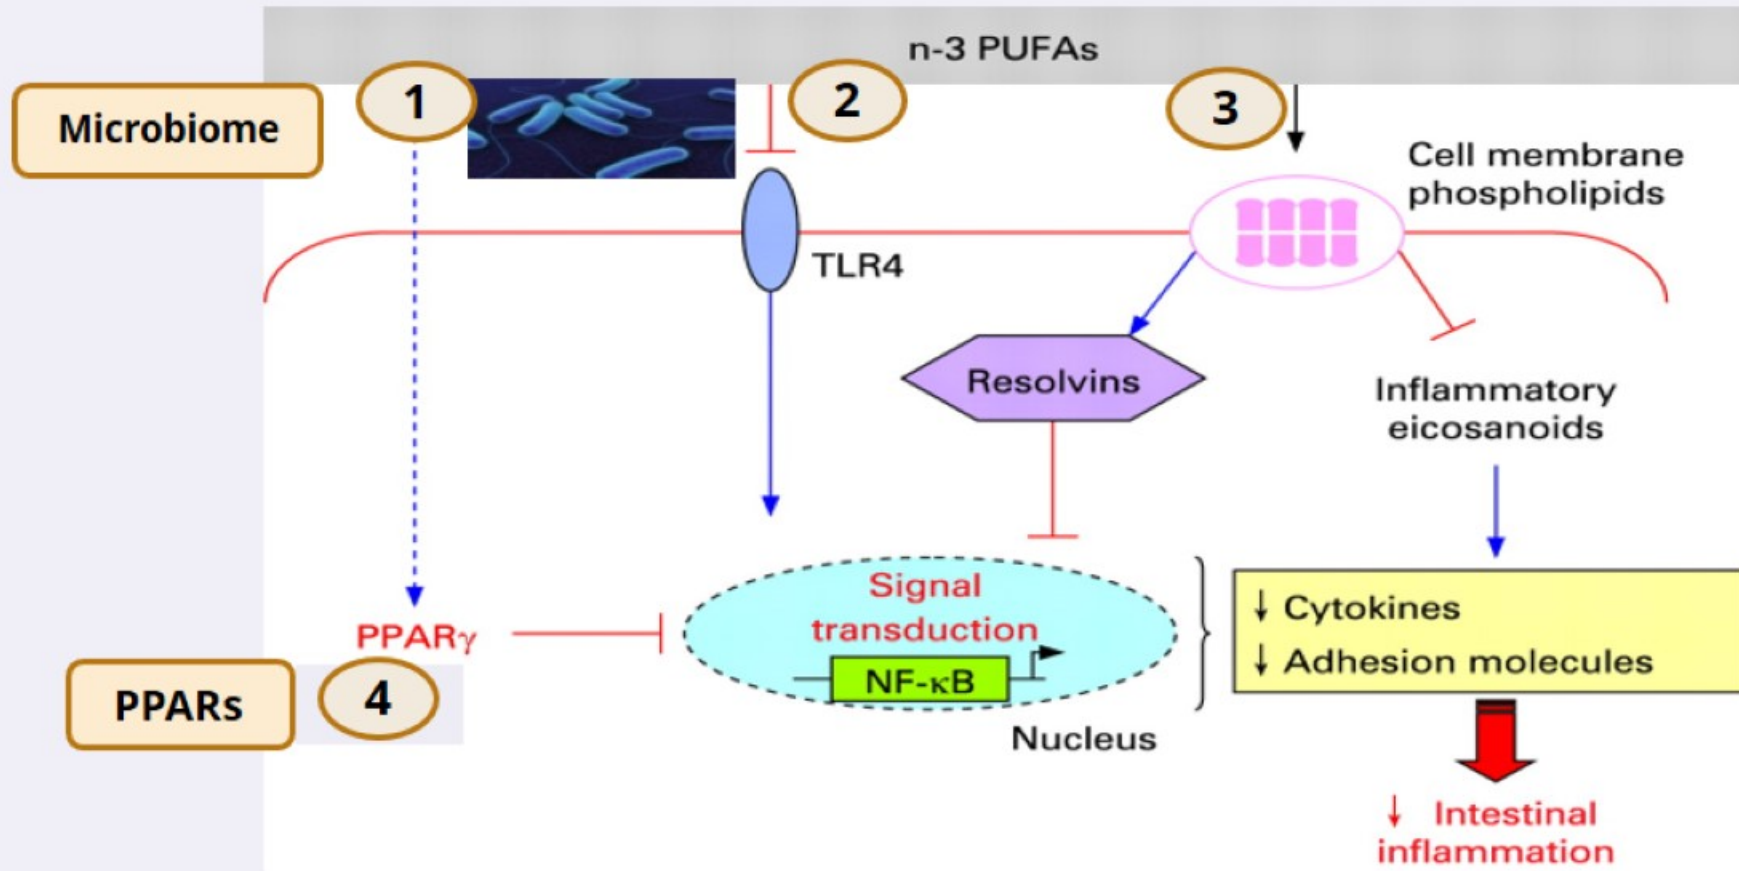 n-3 PUFAs
Microbiome
1
2
3
Cell membrane
phospholipids
TLR4
Resolvins
Inflammatory
eicosanoids
Signal
transduction
NF-κB
Nucleus
PPARγ
PPARs
4
↓ Cytokines
↓ Adhesion molecules
↓ Intestinal
inflammation